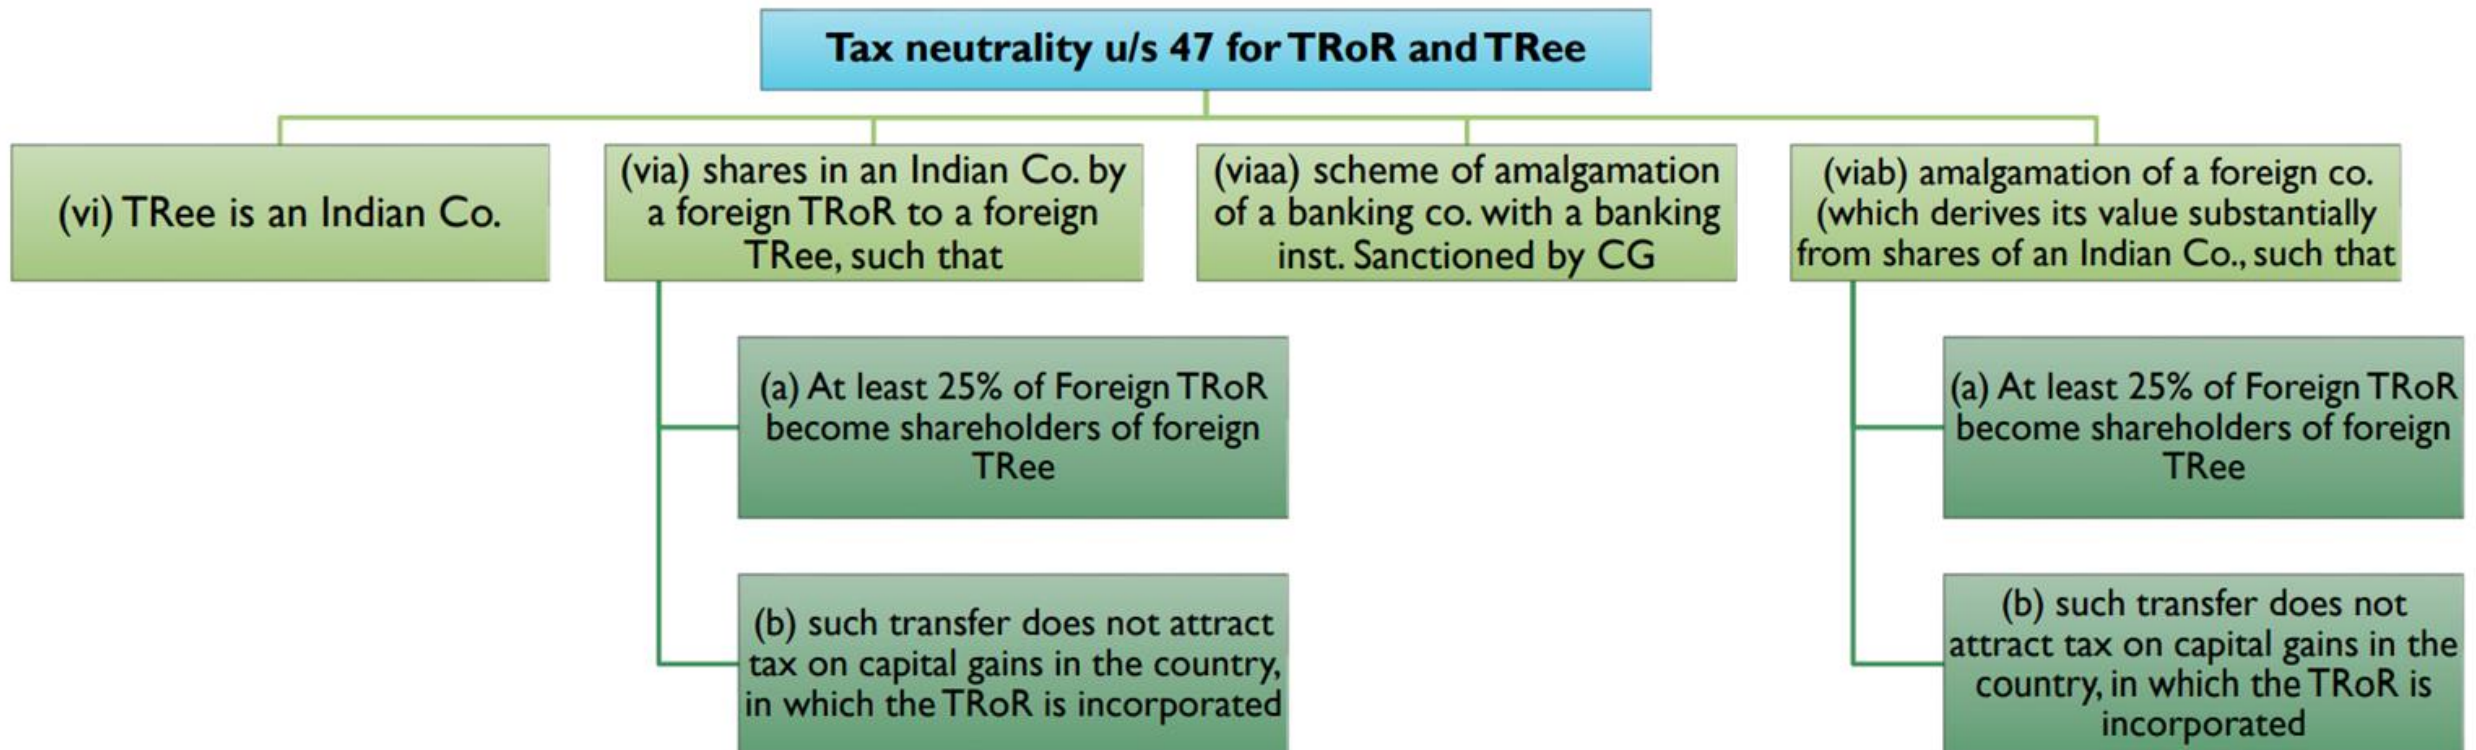 Tax neutrality u/s 47 for TRoR and TRee
(vi) TRee is an Indian Co.
(via) shares in an Indian Co. by
a foreign TRoR to a foreign
TRee, such that
(a) At least 25% of Foreign TRoR
become shareholders of foreign
TRee
(b) such transfer does not attract
tax on capital gains in the country,
in which the TRoR is incorporated
(viaa) scheme of amalgamation
of a banking co. with a banking
inst. Sanctioned by CG
(viab) amalgamation of a foreign co.
(which derives its value substantially
from shares of an Indian Co., such that
(a) At least 25% of Foreign TRoR
become shareholders of foreign
TRee
(b) such transfer does not
attract tax on capital gains in the
country, in which the TRoR is
incorporated